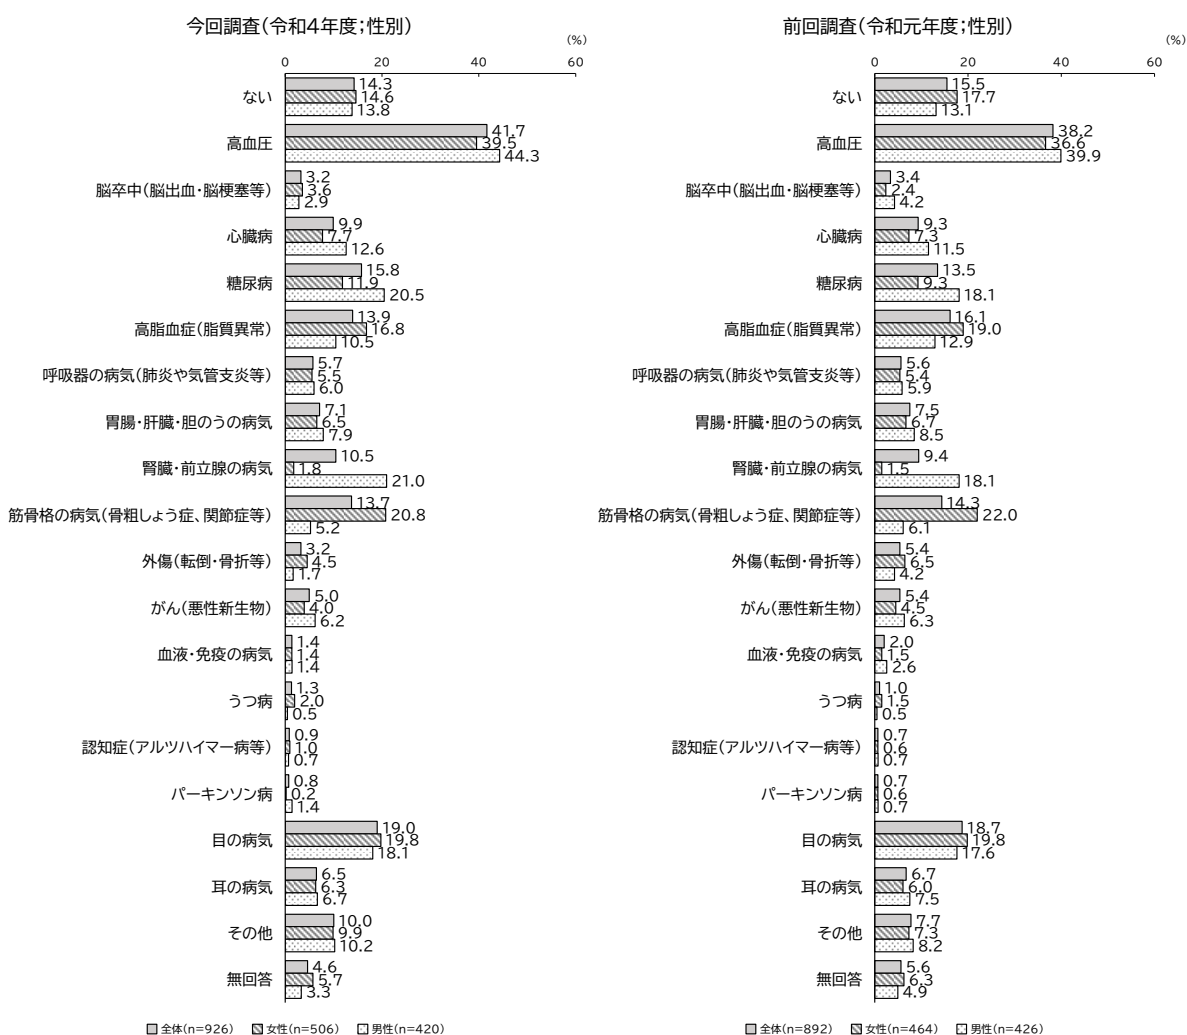 今回調査(令和4年度;性別)
(%)
0 20 40 60
ない
14.3
14.6
13.8
高血圧
41.7
39.5
44.3
脳卒中(脳出血・脳梗塞等)
3.2
3.6
2.9
心臓病
9.9
7.7
12.6
糖尿病
15.8
11.9
20.5
高脂血症(脂質異常)
13.9
16.8
10.5
呼吸器の病気(肺炎や気管支炎等)
5.7
5.5
6.0
胃腸・肝臓・胆のうの病気
7.1
6.5
7.9
腎臓・前立腺の病気
10.5
1.8
21.0
筋骨格の病気(骨粗しょう症、関節症等)
13.7
20.8
5.2
外傷(転倒・骨折等)
3.2
4.5
1.7
がん(悪性新生物)
5.0
4.0
6.2
血液・免疫の病気
1.4
1.4
1.4
うつ病
1.3
2.0
0.5
認知症(アルツハイマー病等)
0.9
1.0
0.7
パーキンソン病
0.8
0.2
1.4
目の病気
19.0
19.8
18.1
耳の病気
6.5
6.3
6.7
その他
10.0
9.9
10.2
無回答
4.6
5.7
3.3
全体(n=926) 女性(n=506) 男性(n=420)
前回調査(令和元年度;性別)
(%)
0 20 40 60
ない
15.5
17.7
13.1
高血圧
38.2
36.6
39.9
脳卒中(脳出血・脳梗塞等)
3.4
2.4
4.2
心臓病
9.3
7.3
11.5
糖尿病
13.5
9.3
18.1
高脂血症(脂質異常)
16.1
19.0
12.9
呼吸器の病気(肺炎や気管支炎等)
5.6
5.4
5.9
胃腸・肝臓・胆のうの病気
7.5
6.7
8.5
腎臓・前立腺の病気
9.4
1.5
18.1
筋骨格の病気(骨粗しょう症、関節症等)
14.3
22.0
6.1
外傷(転倒・骨折等)
5.4
6.5
4.2
がん(悪性新生物)
5.4
4.5
6.3
血液・免疫の病気
2.0
1.5
2.6
うつ病
1.0
1.5
0.5
認知症(アルツハイマー病等)
0.7
0.6
0.7
パーキンソン病
0.7
0.6
0.7
目の病気
18.7
19.8
17.6
耳の病気
6.7
6.0
7.5
その他
7.7
7.3
8.2
無回答
5.6
6.3
4.9
全体(n=892) 女性(n=464) 男性(n=426)